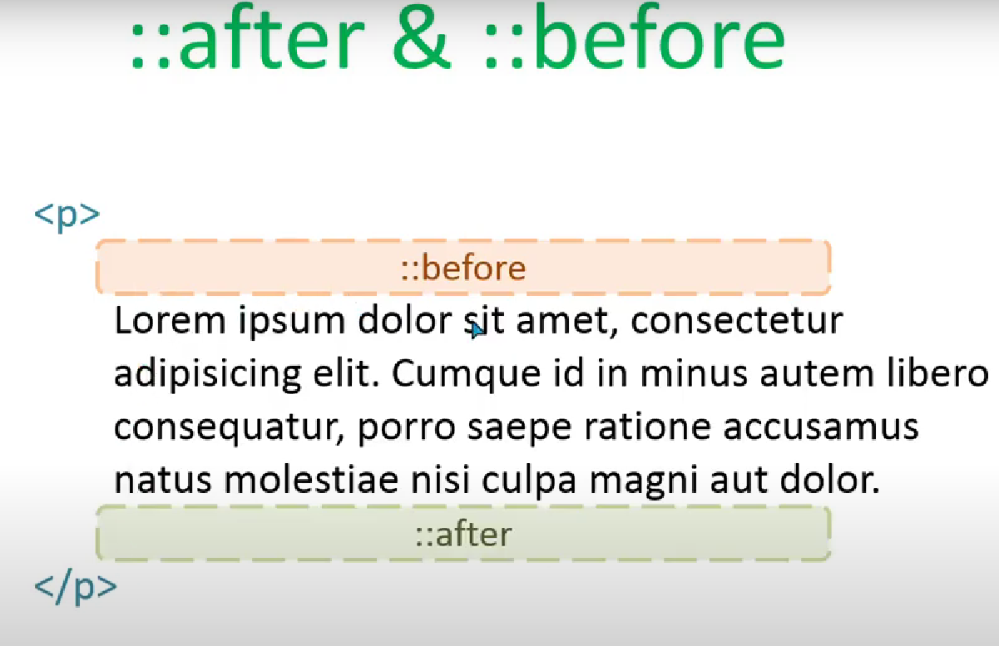 ::after & ::before
<p>
::before
Lorem ipsum dolor sit amet, consectetur
adipisicing elit. Cumque id in minus autem libero
consequatur, porro saepe ratione accusamus
natus molestiae nisi culpa magni aut dolor.
::after
</p>